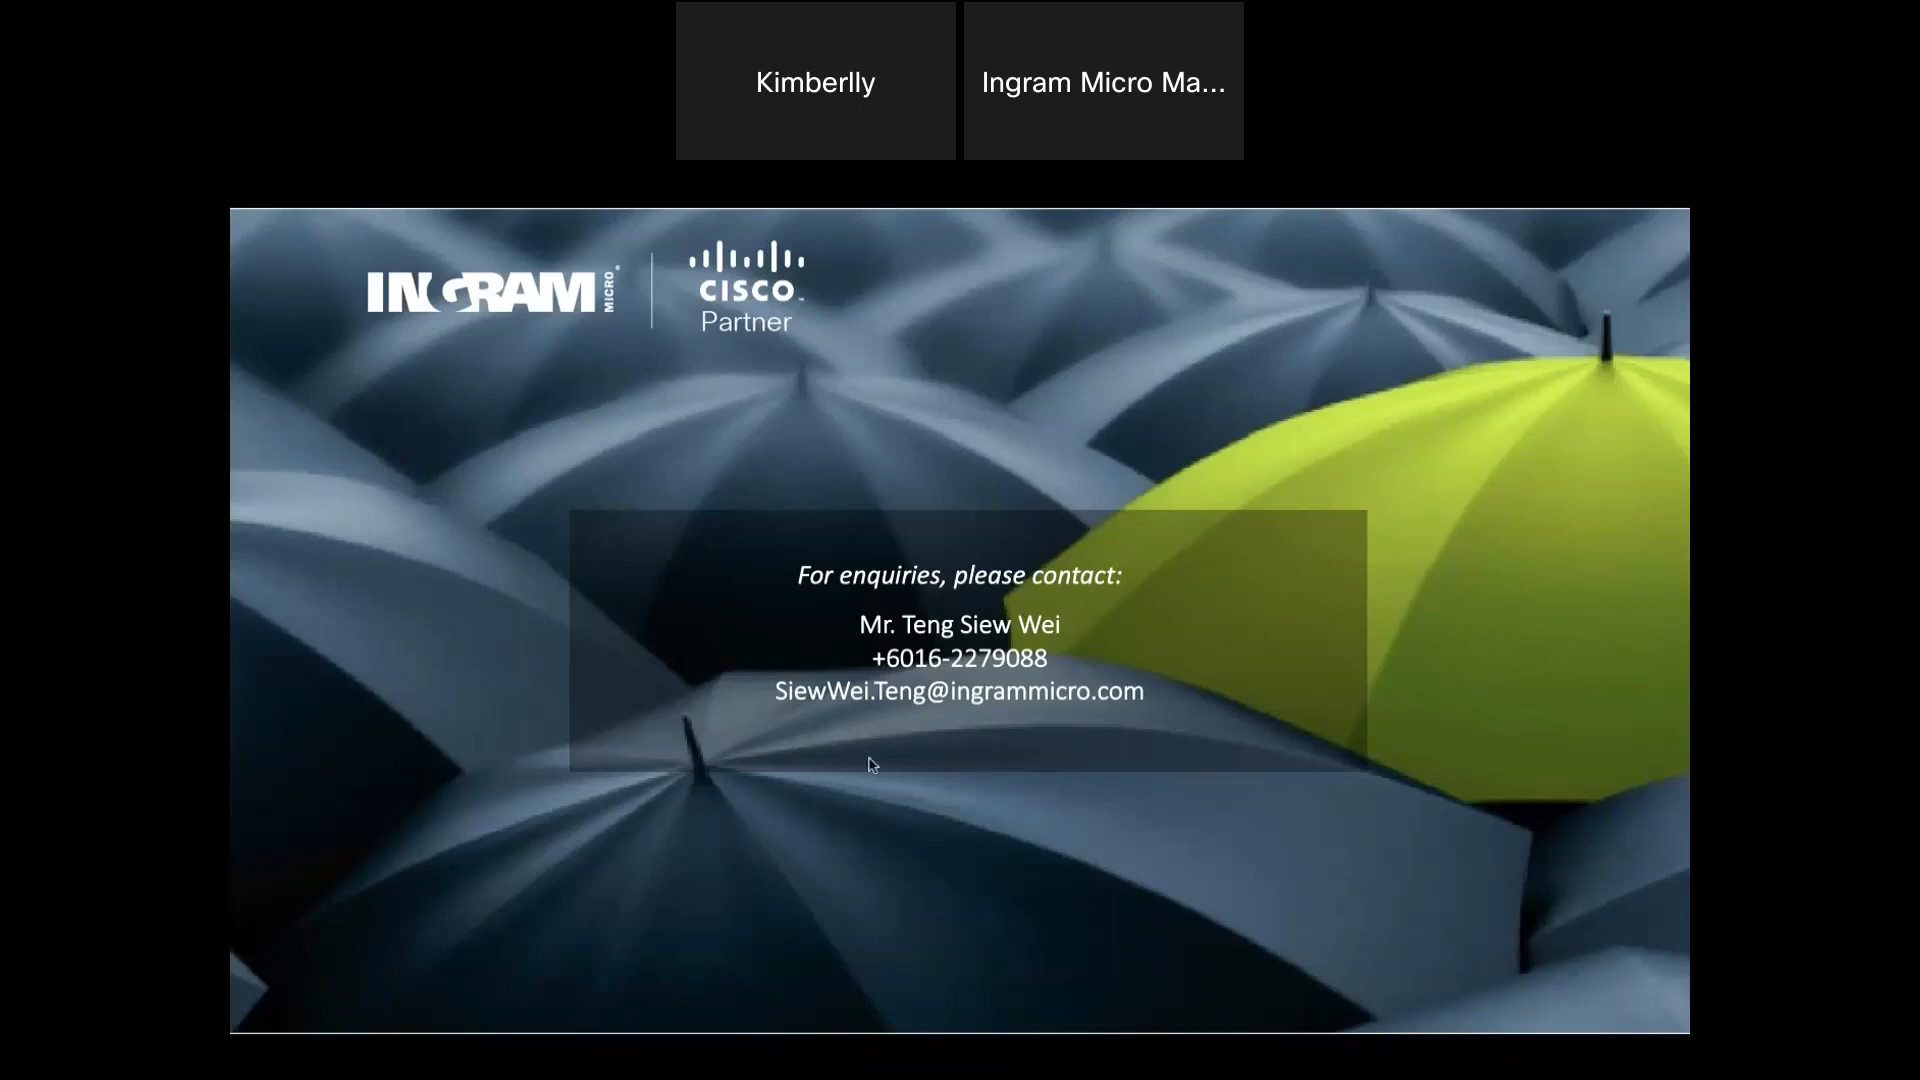 Kimberlly
Ingram Micro Ma...
INGRAM MICRO
CISCO
Partner
For enquiries, please contact:
Mr. Teng Siew Wei
+6016-2279088
SiewWei.Teng@ingrammicro.com